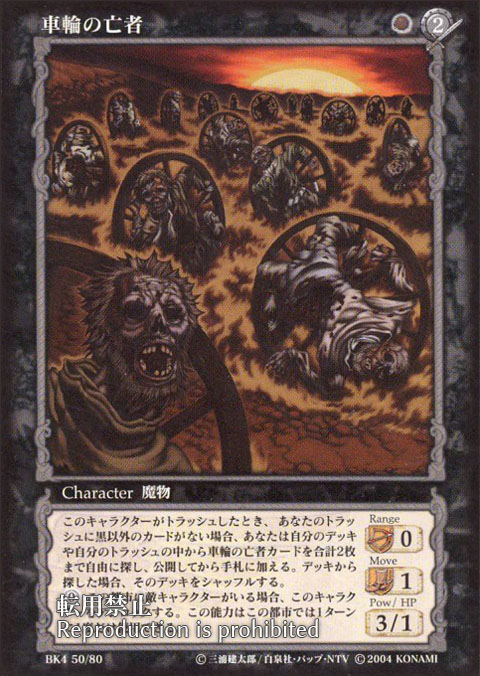 車輪の亡者
2
Character 魔物
このキャラクターがトラッシュしたとき、あなたのトラッ
シュに黒以外のカードがない場合、あなたは自分のデッキ
や自分のトラッシュの中から車輪の亡者カードを合計2枚
まで自由に探し、公開してから手札に加える。デッキから
探した場合、そのデッキをシャッフルする。
敵キャラクターがいる場合、このキャラ
する。この能力はこの都市では1ターン
Range
0
Move
1
Pow/ HP
3/1
転用禁止
Reproduction is prohibited
BK4 50/80
©三浦建太郎/白泉社・バップ・NTV ©2004 KONAMI